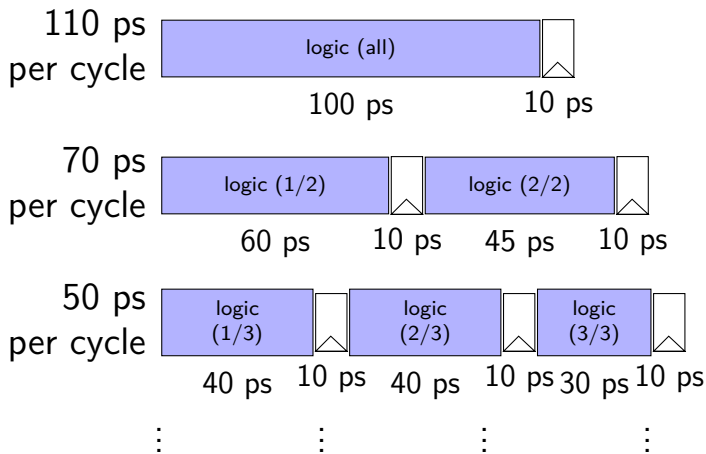 110 ps
per cycle
logic (all)
100 ps
10 ps
70 ps
per cycle
logic (1/2)
logic (2/2)
60 ps
10 ps
45 ps
10 ps
50 ps
per cycle
logic
(1/3)
logic
(2/3)
logic
(3/3)
40 ps
10 ps
40 ps
10 ps
30 ps
10 ps